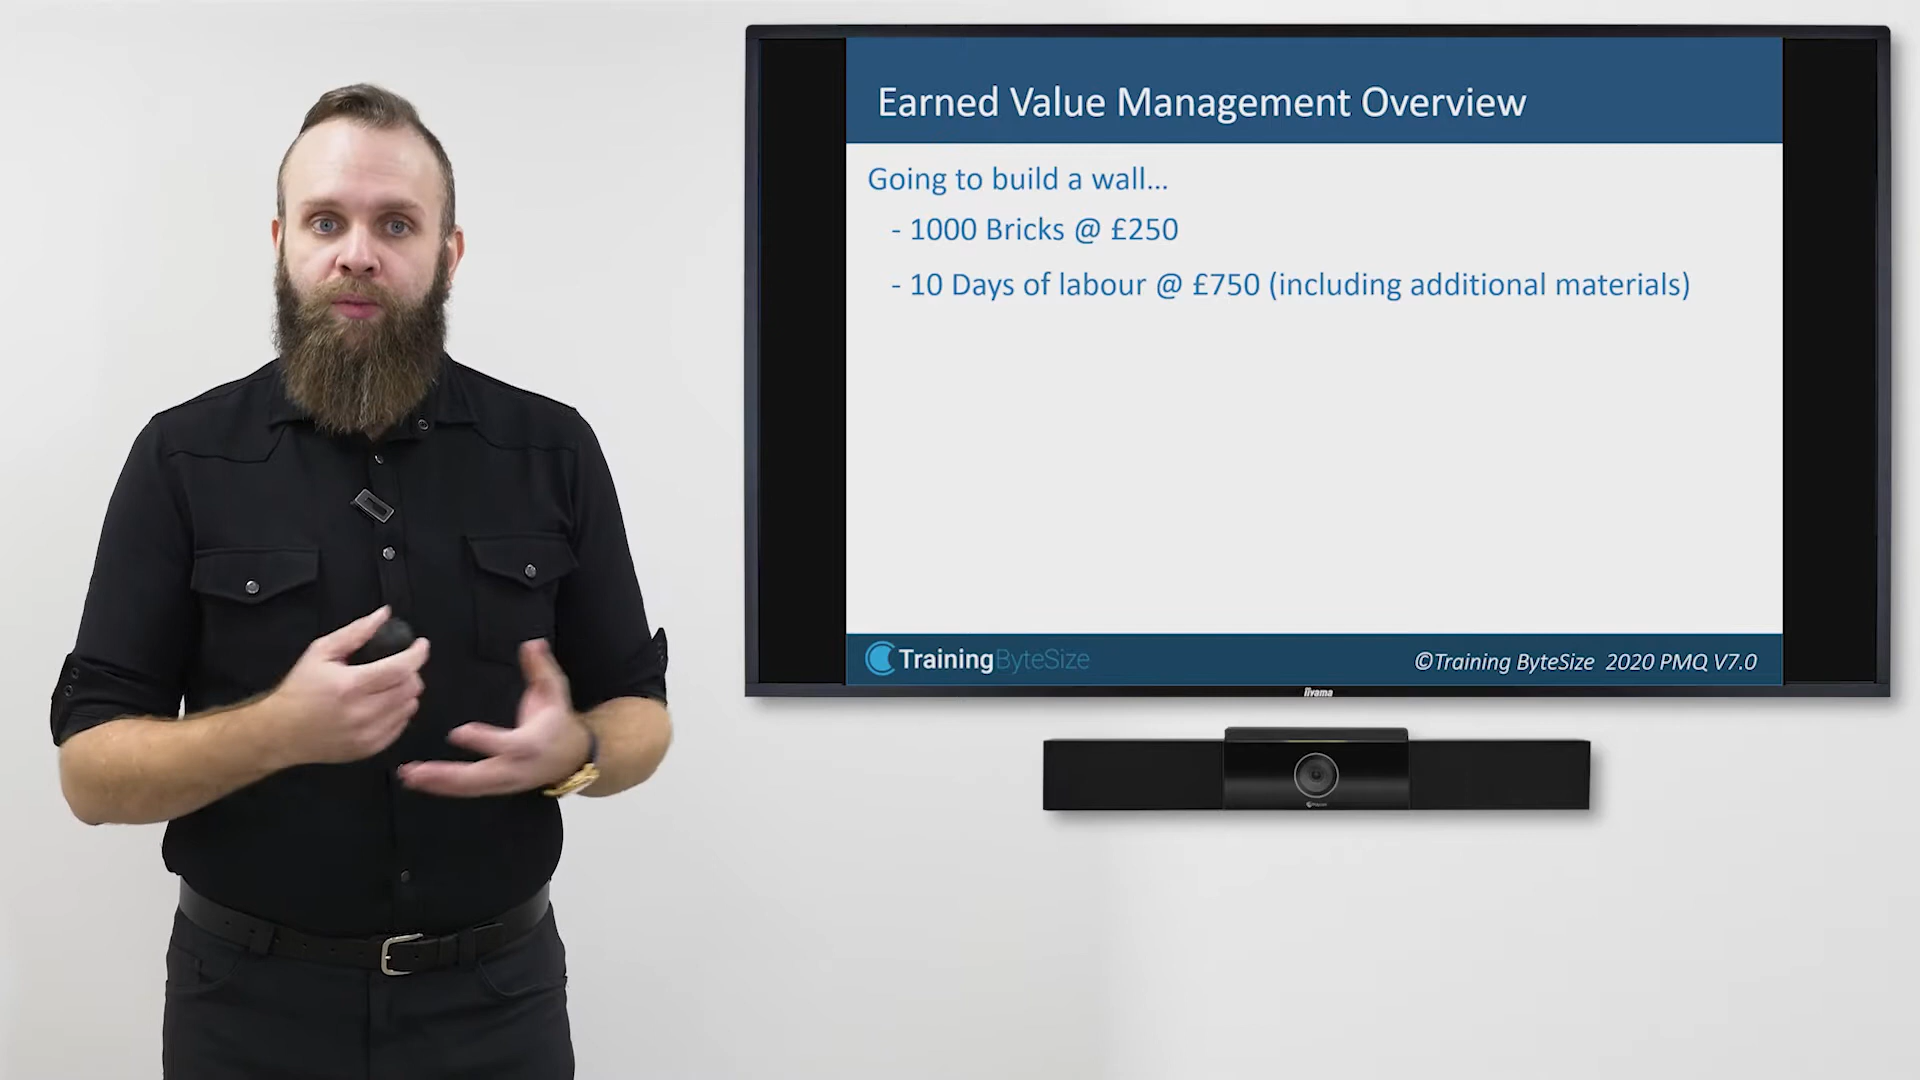 Earned Value Management Overview
Going to build a wall...
- 1000 Bricks @ £250
- 10 Days of labour @ £750 (including additional materials)
TrainingByteSize
©Training ByteSize 2020 PMQ V7.0
iiyama